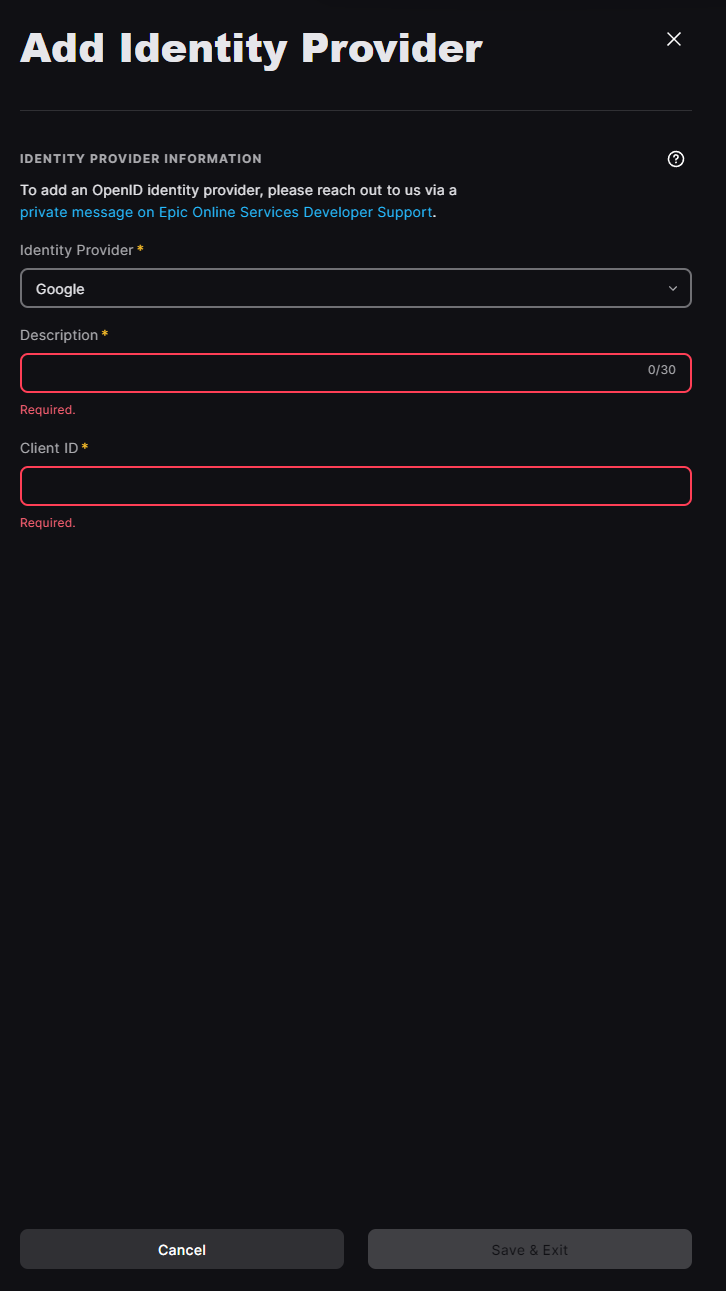 Add Identity Provider
IDENTITY PROVIDER INFORMATION
To add an OpenID identity provider, please reach out to us via a
private message on Epic Online Services Developer Support.
Identity Provider *
Google
Description *
0/30
Required.
Client ID *
Required.
Cancel
Save & Exit